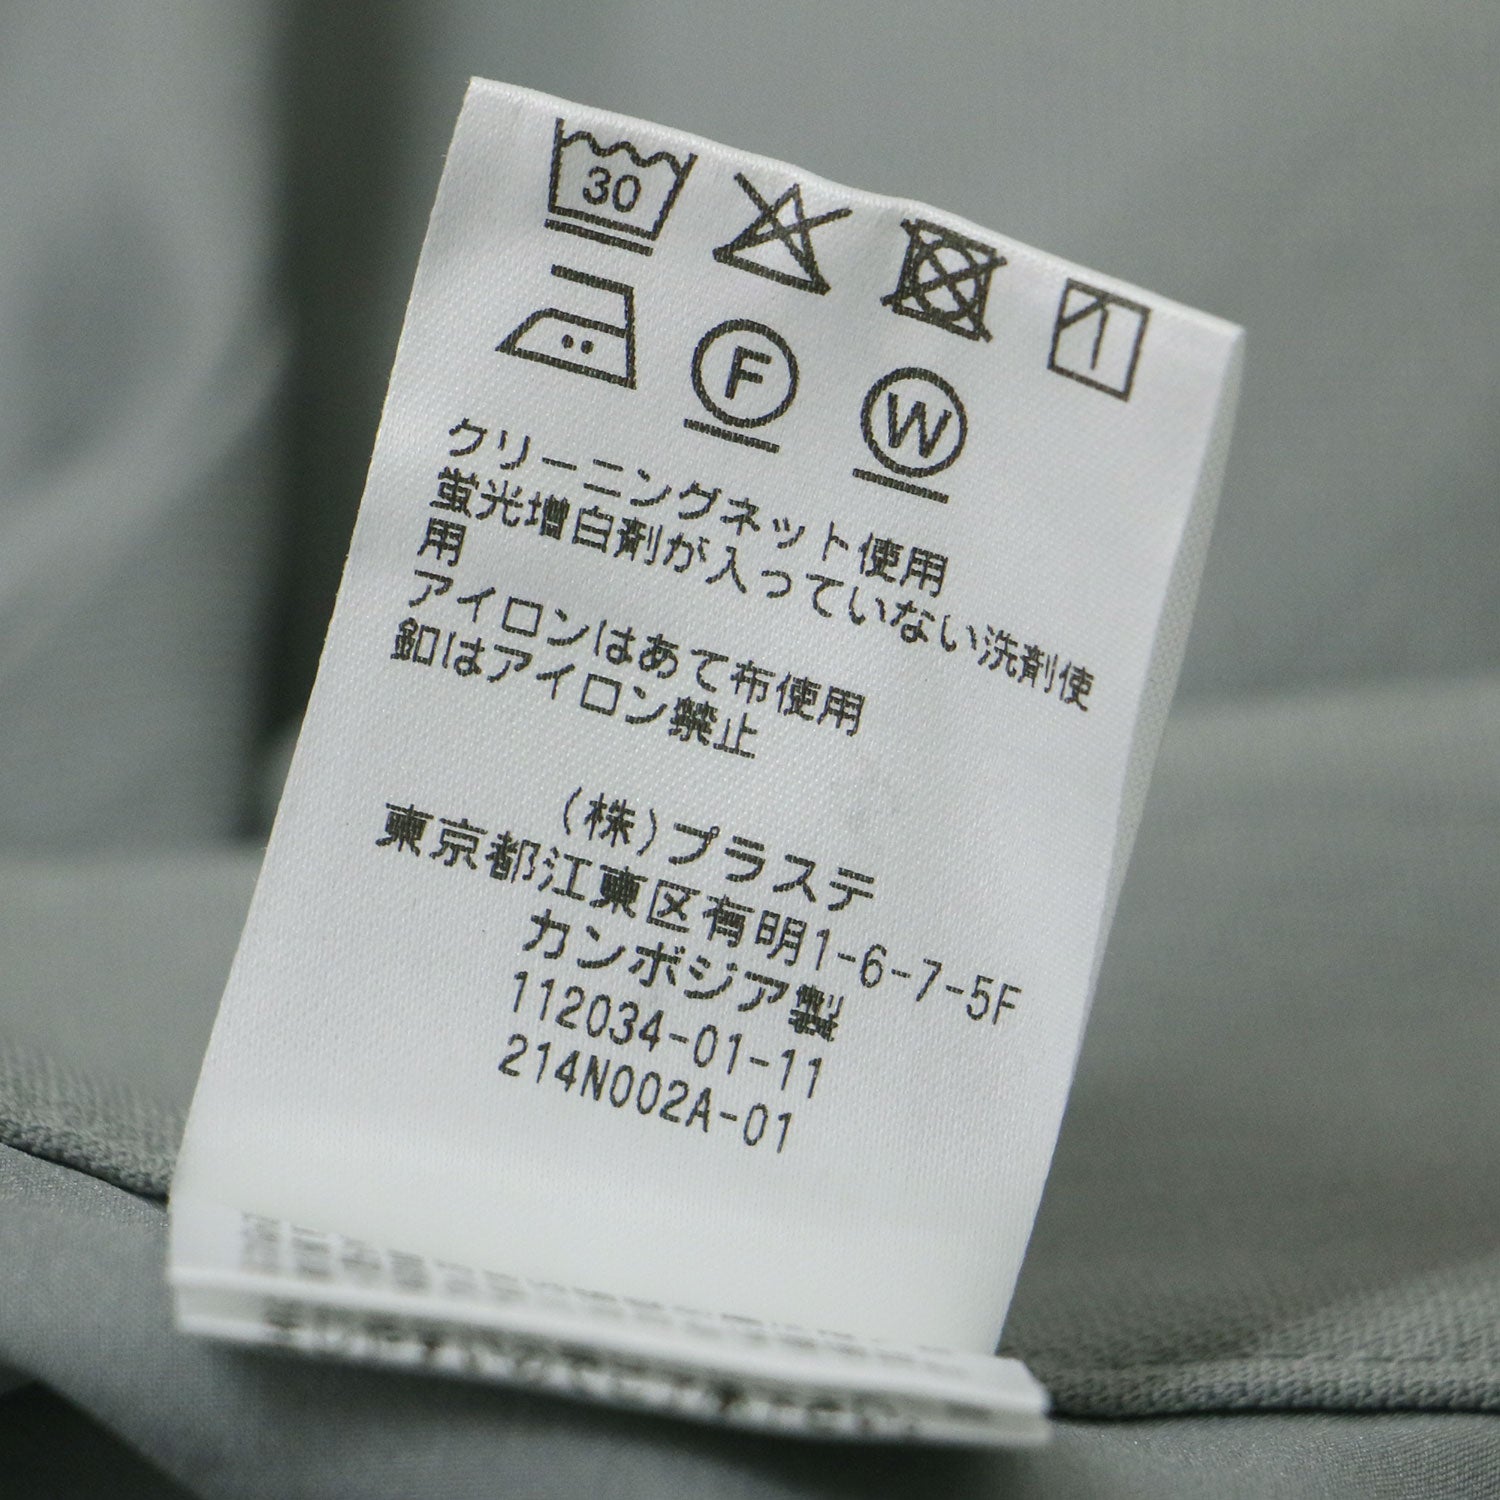 30
F
W
クリーニングネット使用
蛍光増白剤が入っていない洗剤使
用
アイロンはあて布使用
釦はアイロン禁止
(株)プラステ
東京都江東区有明1-6-7-5F
カンボジア製
112034-01-11
214N002A-01